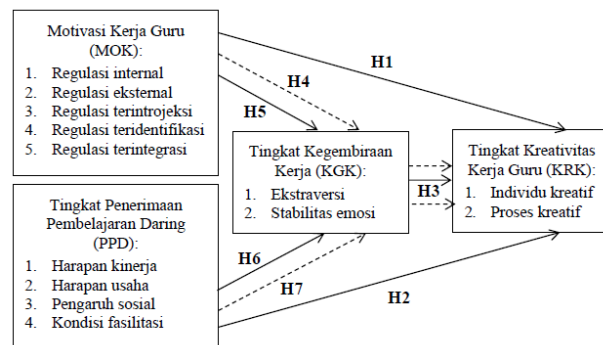 Motivasi Kerja Guru
(MOK):
1. Regulasi internal
2. Regulasi eksternal
3. Regulasi terintrojeksi
4. Regulasi teridentifikasi
5. Regulasi terintegrasi
H1
H4
H5
Tingkat Kegembiraan
Kerja (KGK):
1. Ekstraversi
2. Stabilitas emosi
H3
Tingkat Kreativitas
Kerja Guru (KRK):
1. Individu kreatif
2. Proses kreatif
Tingkat Penerimaan
Pembelajaran Daring
(PPD):
1. Harapan kinerja
2. Harapan usaha
3. Pengaruh sosial
4. Kondisi fasilitasi
H6
H7
H2